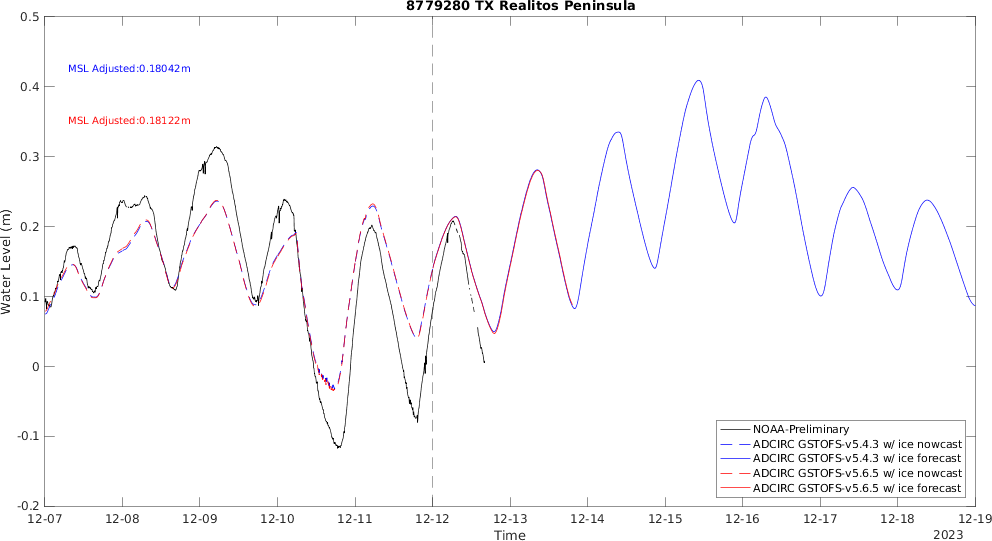 8779280 TX Realitos Peninsula
MSL Adjusted:0.18042m
MSL Adjusted:0.18122m
Water Level (m)
0.5
0.4
0.3
0.2
0.1
0
-0.1
-0.2
NOAA-Preliminary
ADCIRC GSTOFS-v5.4.3 w/ ice nowcast
ADCIRC GSTOFS-v5.4.3 w/ ice forecast
ADCIRC GSTOFS-v5.6.5 w/ ice nowcast
ADCIRC GSTOFS-v5.6.5 w/ ice forecast
12-07 12-08 12-09 12-10 12-11 12-12 12-13 12-14 12-15 12-16 12-17 12-18 12-19
Time
2023